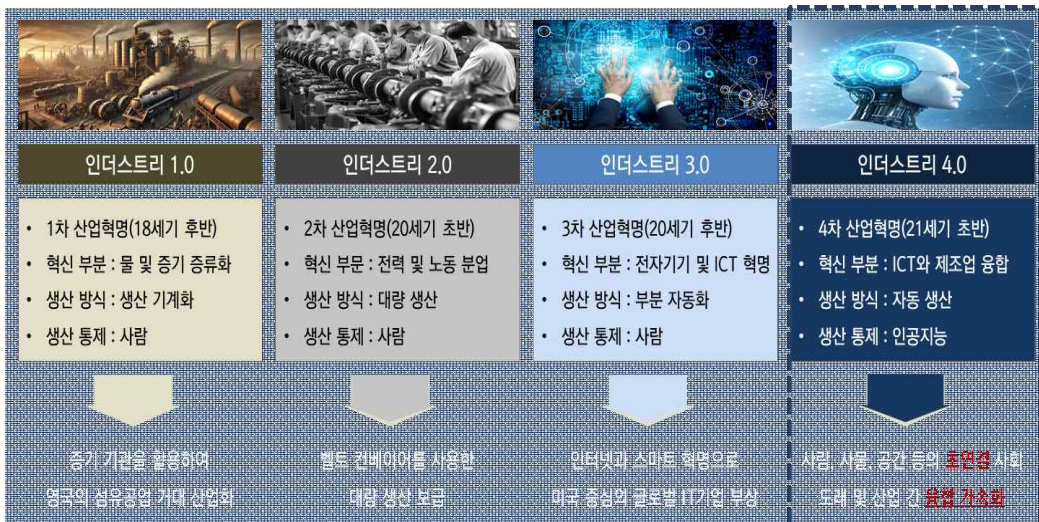 인더스트리 1.0
• 1차 산업혁명(18세기 후반)
• 혁신 부분 : 물 및 증기 증류화
• 생산 방식 : 생산 기계화
• 생산 통제 : 사람
증기 기관을 활용하여
영국의 섬유공업 거대 산업화
인더스트리 2.0
• 2차 산업혁명(20세기 초반)
• 혁신 부문 : 전력 및 노동 분업
• 생산 방식 : 대량 생산
• 생산 통제 : 사람
벨트 컨베이어를 사용한
대량 생산 보급
인더스트리 3.0
• 3차 산업혁명(20세기 후반)
• 혁신 부분 : 전자기기 및 ICT 혁명
• 생산 방식 : 부분 자동화
• 생산 통제 : 사람
인터넷과 스마트 혁명으로
미국 중심의 글로벌 IT기업 부상
인더스트리 4.0
• 4차 산업혁명(21세기 초반)
• 혁신 부분 : ICT와 제조업 융합
• 생산 방식 : 자동 생산
• 생산 통제 : 인공지능
사람, 사물, 공간 등의 초연결 사회
도래 및 산업 간 융합 가속화